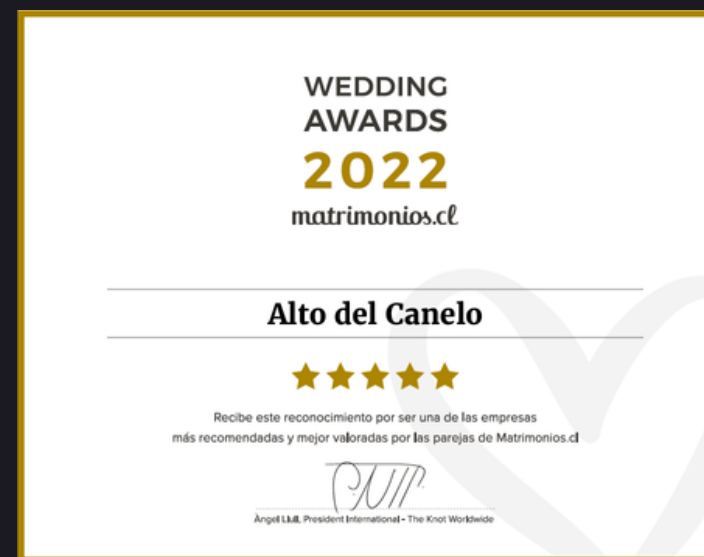 WEDDING
AWARDS
2022
matrimonios.cl
Alto del Canelo
Recibe este reconocimiento por ser una de las empresas
más recomendadas y mejor valoradas por las parejas de Matrimonios.cl
Àngel Llull, President International - The Knot Worldwide